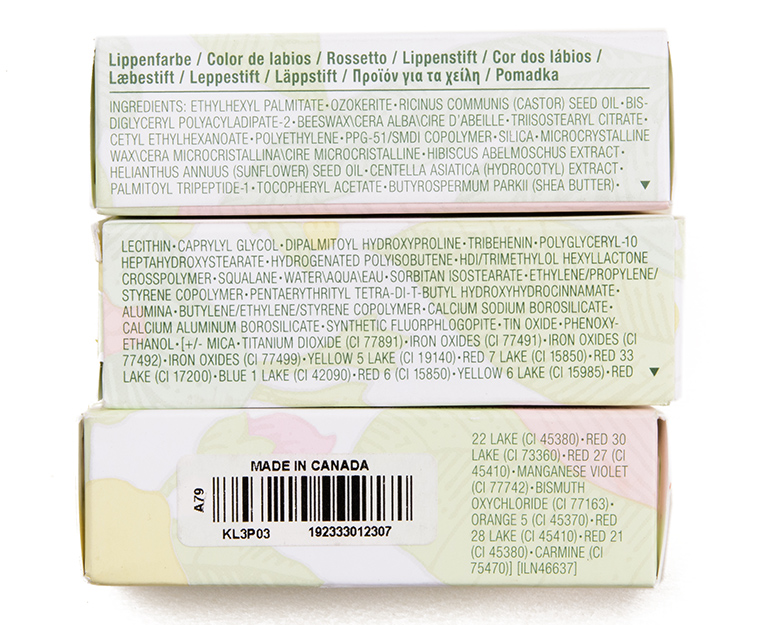 Lippenfarbe / Color de labios / Rossetto / Lippenstift / Cor dos lábios /
Læbestift / Leppestift / Läppstift / Προϊόν για τα χείλη / Pomadka
INGREDIENTS: ETHYLHEXYL PALMITATE•OZOKERITE•RICINUS COMMUNIS (CASTOR) SEED OIL•BIS-
DIGLYCERYL POLYACYLADIPATE-2•BEESWAX\CERA ALBA\CIRE D'ABEILLE•TRIISOSTEARYL CITRATE•
CETYL ETHYLHEXANOATE•POLYETHYLENE•PPG-51/SMDI COPOLYMER•SILICA•MICROCRYSTALLINE
WAX\CERA MICROCRISTALLINA\CIRE MICROCRISTALLINE•HIBISCUS ABELMOSCHUS EXTRACT•
HELIANTHUS ANNUUS (SUNFLOWER) SEED OIL•CENTELLA ASIATICA (HYDROCOTYL) EXTRACT•
PALMITOYL TRIPEPTIDE-1•TOCOPHERYL ACETATE•BUTYROSPERMUM PARKII (SHEA BUTTER)• ▼
LECITHIN•CAPRYLYL GLYCOL•DIPALMITOYL HYDROXYPROLINE•TRIBEHENIN•POLYGLYCERYL-10
HEPTAHYDROXYSTEARATE•HYDROGENATED POLYISOBUTENE•HDI/TRIMETHYLOL HEXYLLACTONE
CROSSPOLYMER•SQUALANE•WATER\AQUA\EAU•SORBITAN ISOSTEARATE•ETHYLENE/PROPYLENE/
STYRENE COPOLYMER•PENTAERYTHRITYL TETRA-DI-T-BUTYL HYDROXYHYDROCINNAMATE•
ALUMINA•BUTYLENE/ETHYLENE/STYRENE COPOLYMER•CALCIUM SODIUM BOROSILICATE•
CALCIUM ALUMINUM BOROSILICATE•SYNTHETIC FLUORPHLOGOPITE•TIN OXIDE•PHENOXY-
ETHANOL•[+/- MICA•TITANIUM DIOXIDE (CI 77891)•IRON OXIDES (CI 77491)•IRON OXIDES (CI
77492)•IRON OXIDES (CI 77499)•YELLOW 5 LAKE (CI 19140)•RED 7 LAKE (CI 15850)•RED 33
LAKE (CI 17200)•BLUE 1 LAKE (CI 42090)•RED 6 (CI 15850)•YELLOW 6 LAKE (CI 15985)•RED ▼
MADE IN CANADA
A79
KL3P03 192333012307
22 LAKE (CI 45380)•RED 30
LAKE (CI 73360)•RED 27 (CI
45410)•MANGANESE VIOLET
(CI 77742)•BISMUTH
OXYCHLORIDE (CI 77163)•
ORANGE 5 (CI 45370)•RED
28 LAKE (CI 45410)•RED 21
(CI 45380)•CARMINE (CI
75470)] [ILN46637]